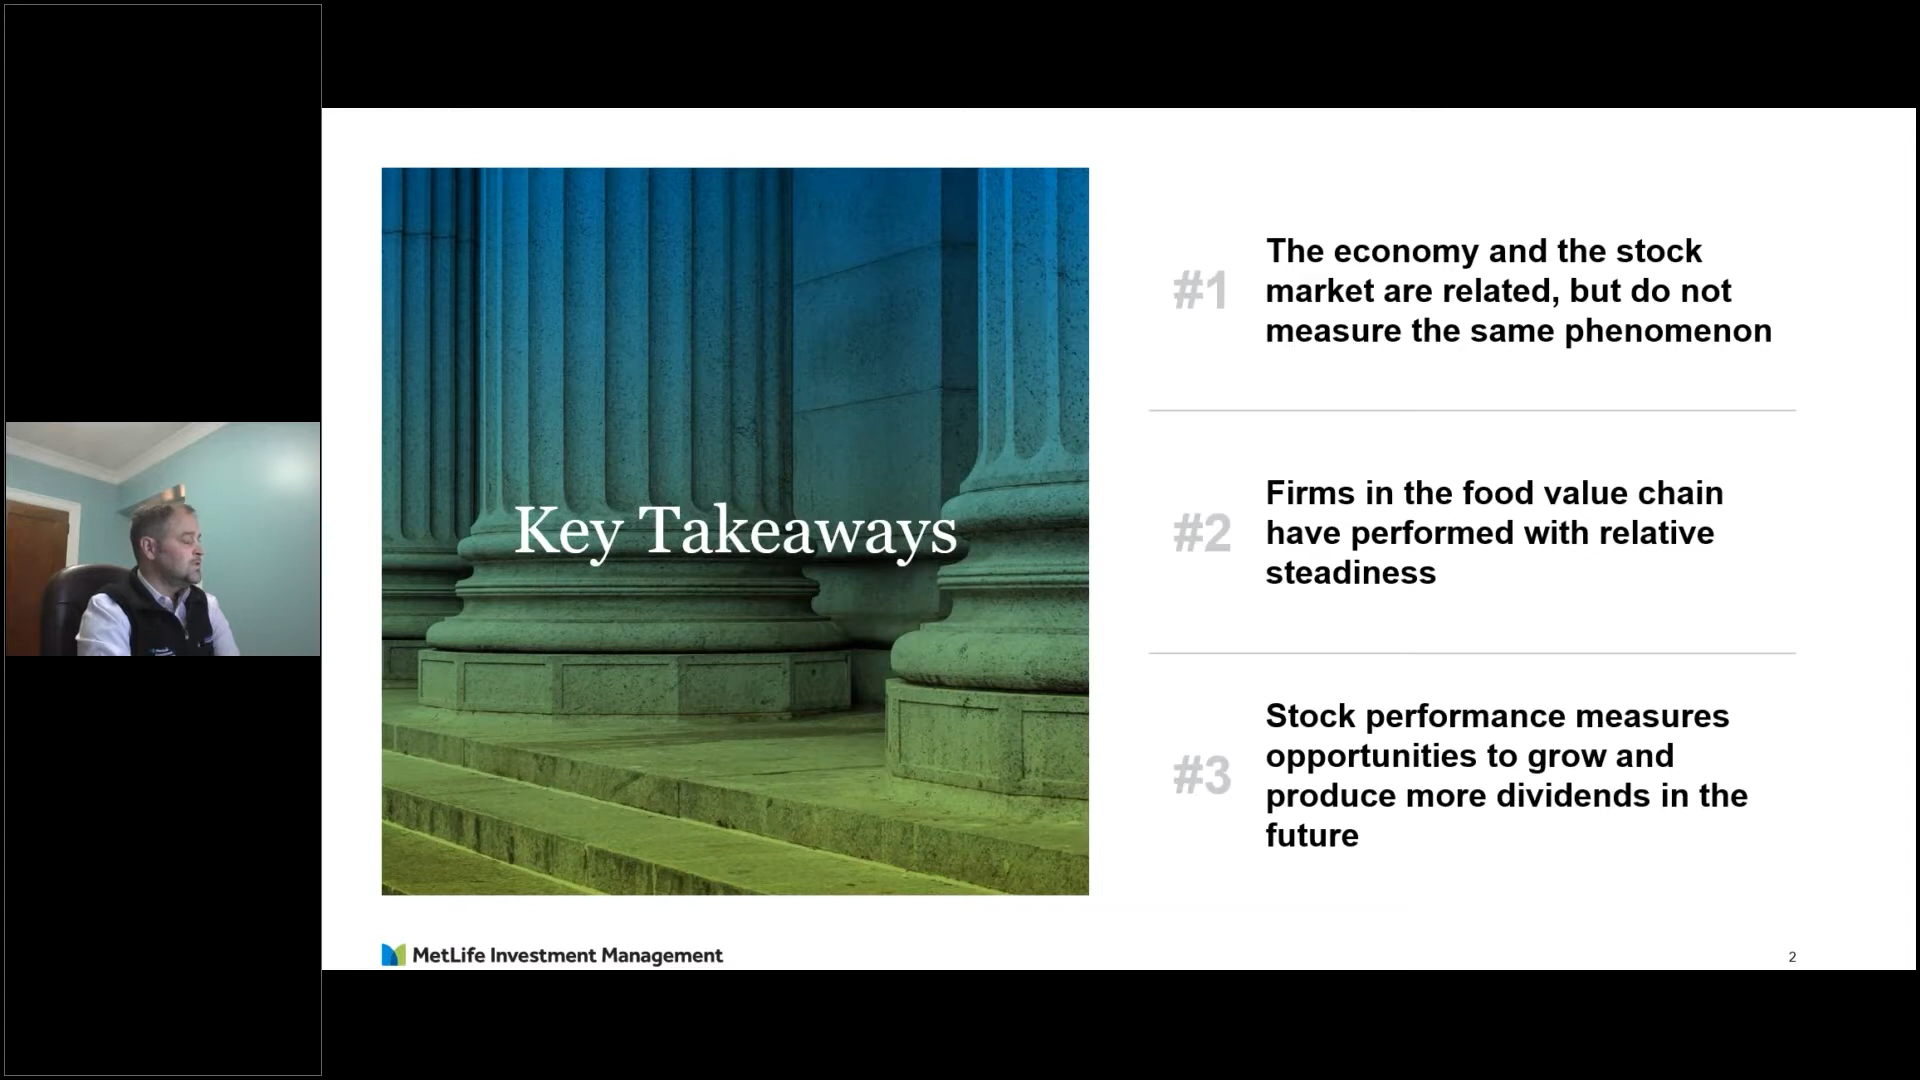 Key Takeaways
#1
The economy and the stock
market are related, but do not
measure the same phenomenon
#2
Firms in the food value chain
have performed with relative
steadiness
#3
Stock performance measures
opportunities to grow and
produce more dividends in the
future
MetLife Investment Management
2